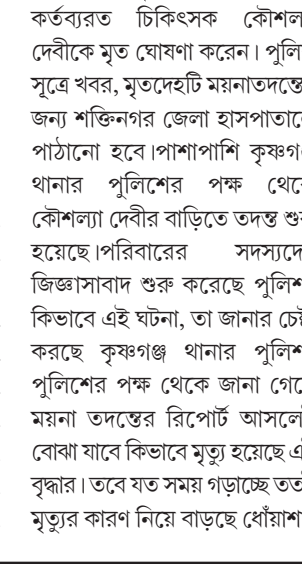 কর্তব্যরত চিকিৎসক কৌশল
দেবীকে মৃত ঘোষণা করেন। পুলি
সূত্রে খবর, মৃতদেহটি ময়নাতদন্তে
জন্য শক্তিনগর জেলা হাসপাতালে
পাঠানো হবে।পাশাপাশি কৃষ্ণগ
থানার পুলিশের পক্ষ থেে
কৌশল্যা দেবীর বাড়িতে তদন্ত শু
হয়েছে।পরিবারের সদস্যদে
জিজ্ঞাসাবাদ শুরু করেছে পুলিশ
কিভাবে এই ঘটনা, তা জানার চেষ্ট
করছে কৃষ্ণগঞ্জ থানার পুলিশ
পুলিশের পক্ষ থেকে জানা গেে
ময়না তদন্তের রিপোর্ট আসলে
বোঝা যাবে কিভাবে মৃত্যু হয়েছে এ
বৃদ্ধার। তবে যত সময় গড়াচ্ছে তত
মৃত্যুর কারণ নিয়ে বাড়ছে ধোঁয়াশা